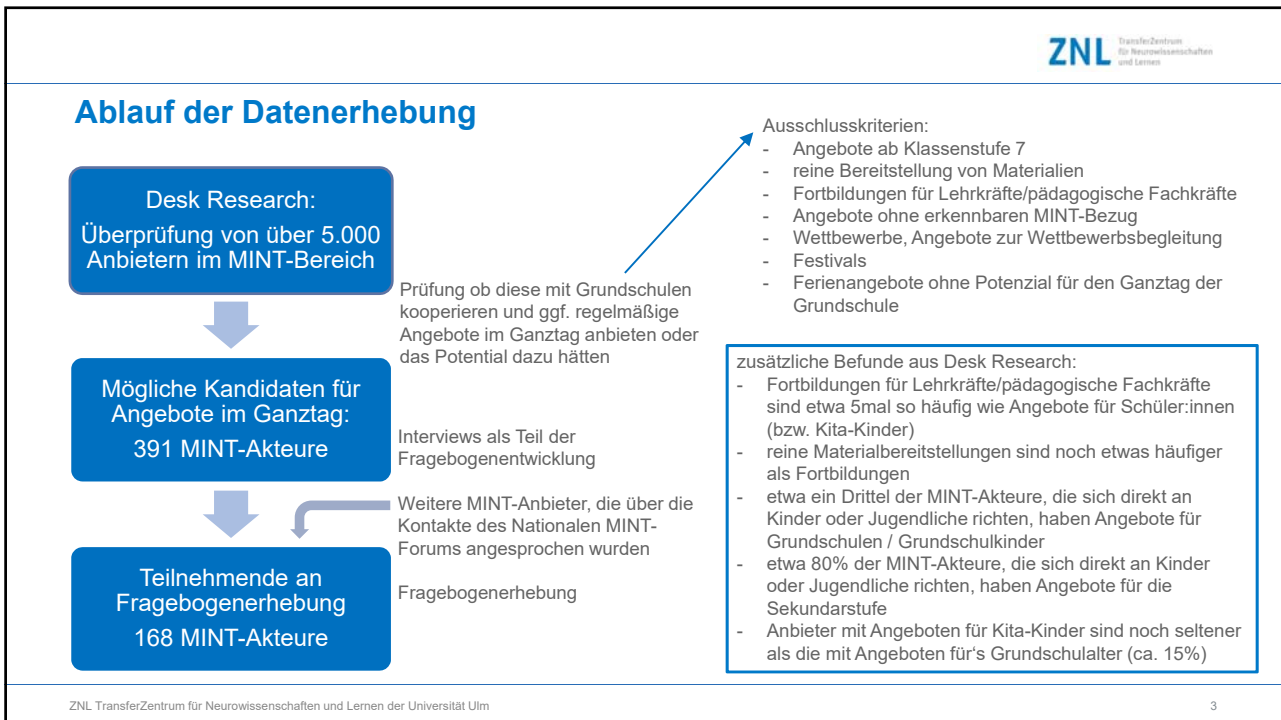 ZNL TransferZentrum
für Neurowissenschaften
und Lernen
Ablauf der Datenerhebung
Desk Research:
Überprüfung von über 5.000
Anbietern im MINT-Bereich
Prüfung ob diese mit Grundschulen
kooperieren und ggf. regelmäßige
Angebote im Ganztag anbieten oder
das Potential dazu hätten
Mögliche Kandidaten für
Angebote im Ganztag:
391 MINT-Akteure
Interviews als Teil der
Fragebogenentwicklung
Weitere MINT-Anbieter, die über die
Kontakte des Nationalen MINT-
Forums angesprochen wurden
Teilnehmende an
Fragebogenerhebung
168 MINT-Akteure
Fragebogenerhebung
Ausschlusskriterien:
- Angebote ab Klassenstufe 7
- reine Bereitstellung von Materialien
- Fortbildungen für Lehrkräfte/pädagogische Fachkräfte
- Angebote ohne erkennbaren MINT-Bezug
- Wettbewerbe, Angebote zur Wettbewerbsbegleitung
- Festivals
- Ferienangebote ohne Potenzial für den Ganztag der
Grundschule
zusätzliche Befunde aus Desk Research:
- Fortbildungen für Lehrkräfte/pädagogische Fachkräfte
sind etwa 5mal so häufig wie Angebote für Schüler:innen
(bzw. Kita-Kinder)
- reine Materialbereitstellungen sind noch etwas häufiger
als Fortbildungen
- etwa ein Drittel der MINT-Akteure, die sich direkt an
Kinder oder Jugendliche richten, haben Angebote für
Grundschulen / Grundschulkinder
- etwa 80% der MINT-Akteure, die sich direkt an Kinder
oder Jugendliche richten, haben Angebote für die
Sekundarstufe
- Anbieter mit Angeboten für Kita-Kinder sind noch seltener
als die mit Angeboten für‘s Grundschulalter (ca. 15%)
ZNL TransferZentrum für Neurowissenschaften und Lernen der Universität Ulm
3